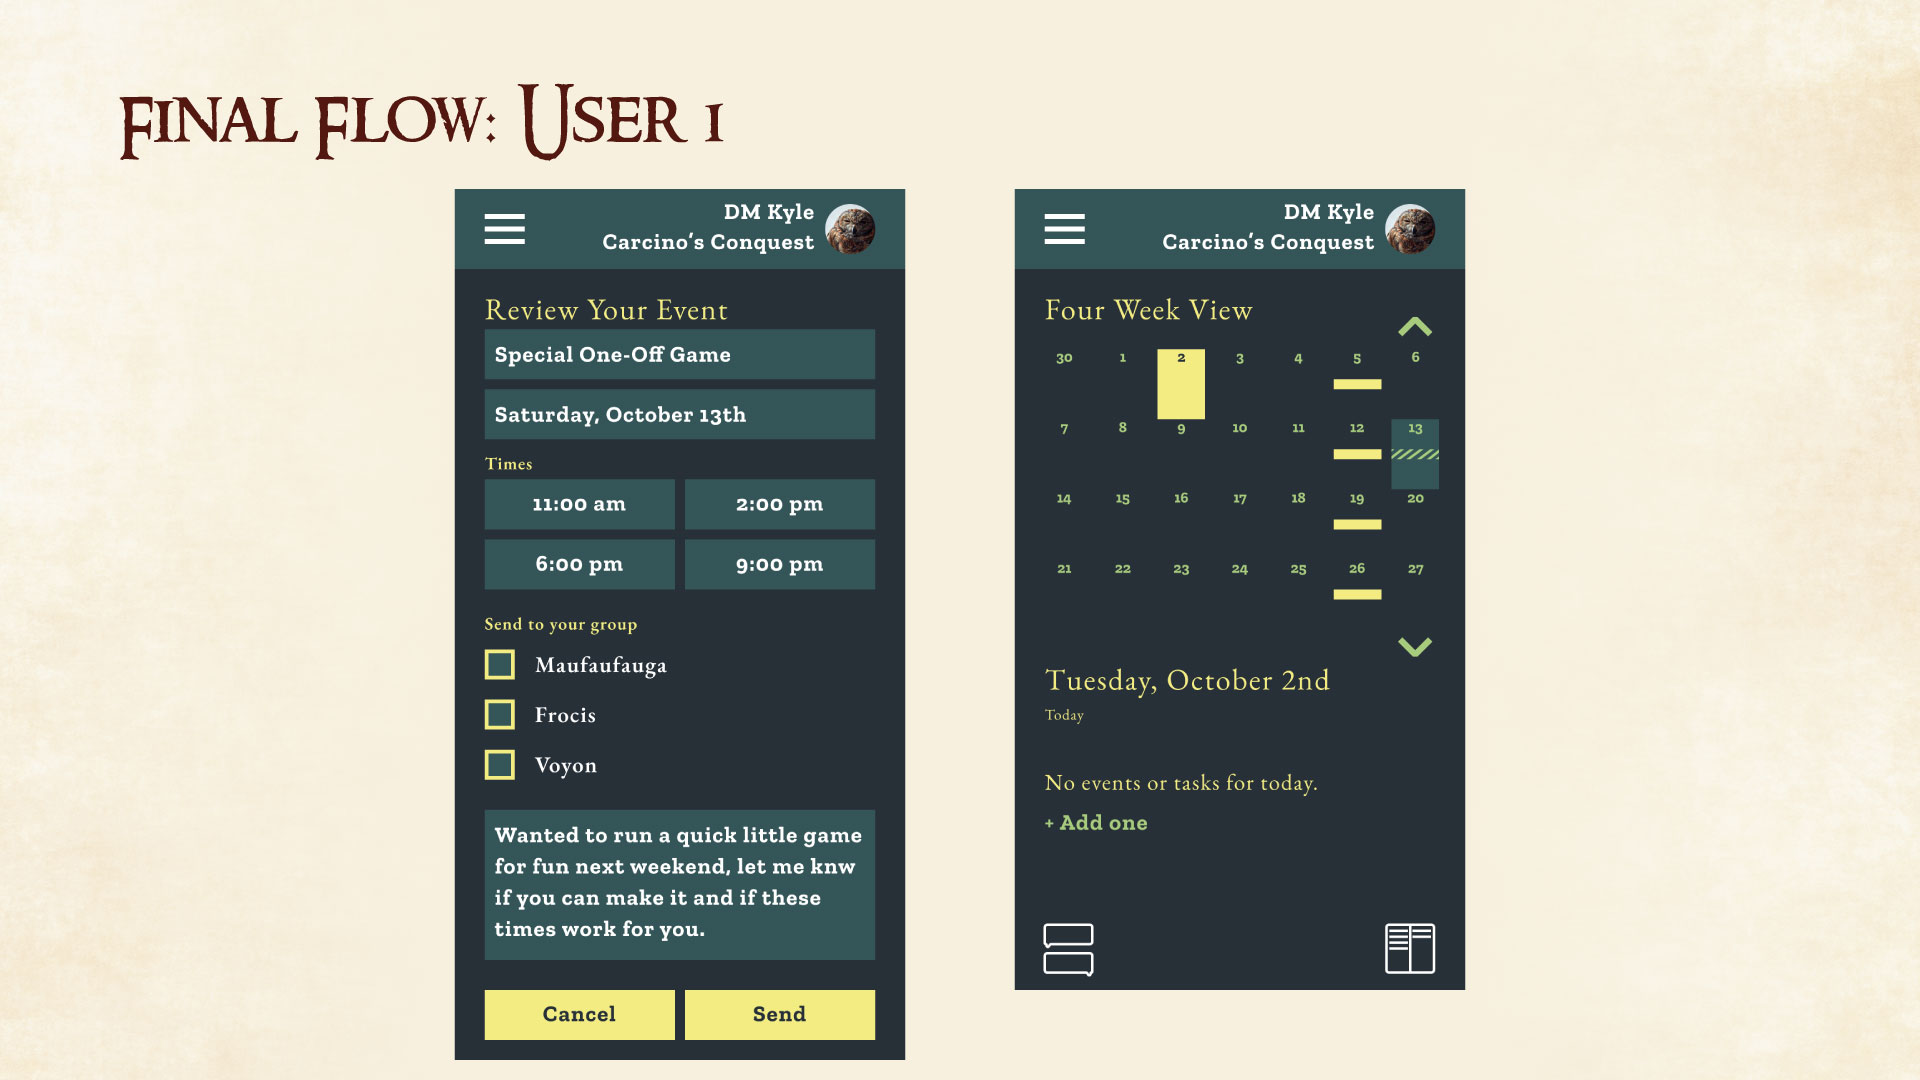 Final Flow: User 1
DM Kyle
Carcino's Conquest
Review Your Event
Special One-Off Game
Saturday, October 13th
Times
11:00 am 2:00 pm
6:00 pm 9:00 pm
Send to your group
Maufaufauga
Frocis
Voyon
Wanted to run a quick little game
for fun next weekend, let me knw
if you can make it and if these
times work for you.
Cancel Send
DM Kyle
Carcino's Conquest
Four Week View
30 1 2 3 4 5 6
7 8 9 10 11 12 13
14 15 16 17 18 19 20
21 22 23 24 25 26 27
Tuesday, October 2nd
Today
No events or tasks for today.
+ Add one